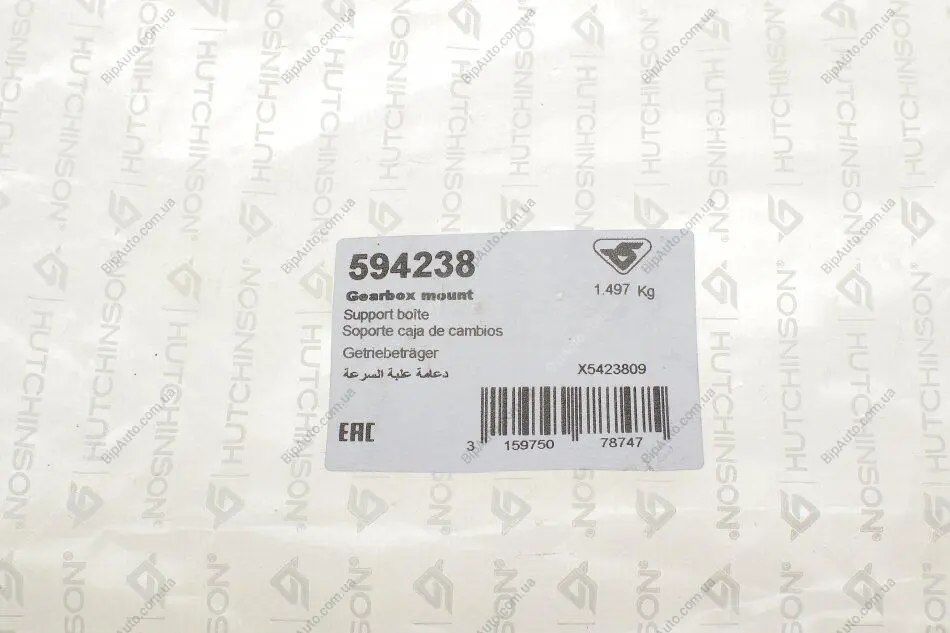 594238
1.497 Kg
Gearbox mount
Support boîte
Soporte caja de cambios
Getriebeträger
دعامة علبة السرعة
X5423809
EAC
3 159750 78747
HUTCHINSON®
BipAuto.com.ua